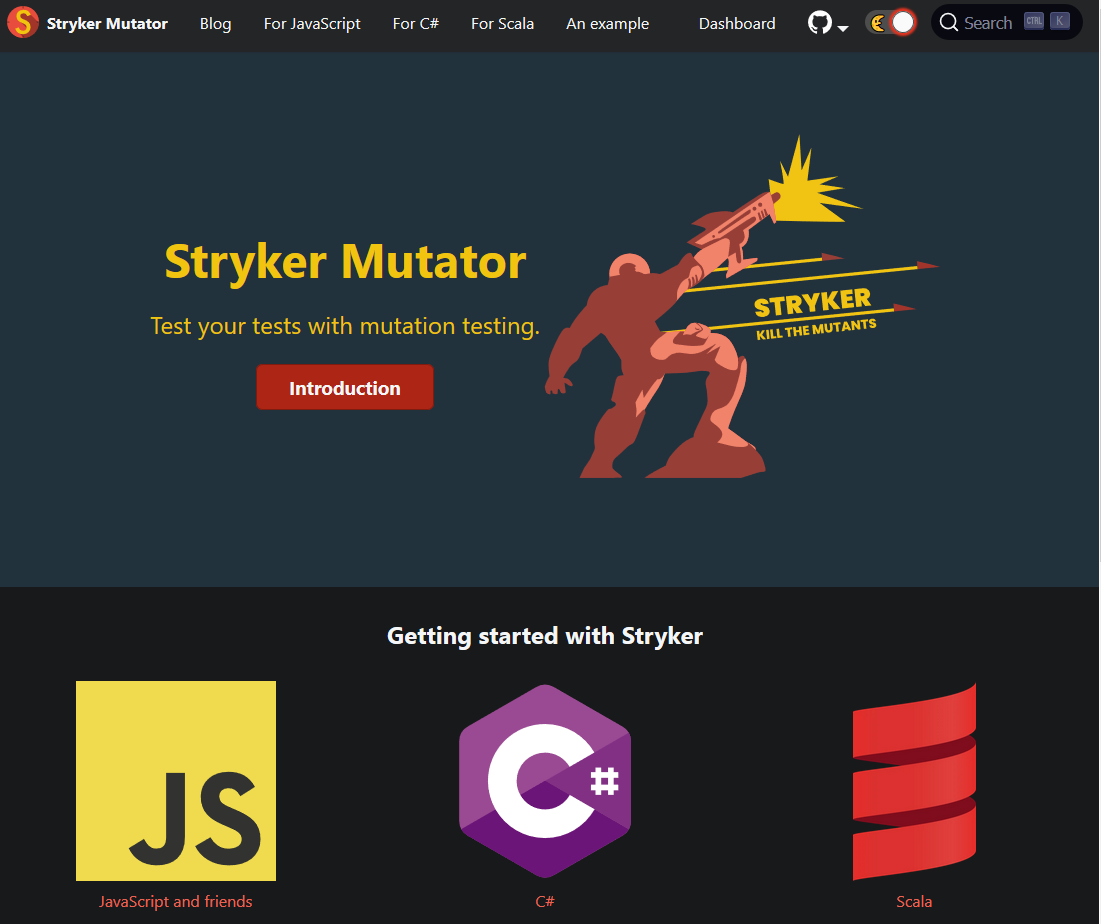 S Stryker Mutator Blog For JavaScript For C# For Scala An example Dashboard Search CTRL K
Stryker Mutator
Test your tests with mutation testing.
Introduction
STRYKER
KILL THE MUTANTS
Getting started with Stryker
JS
C#
JavaScript and friends
C#
Scala